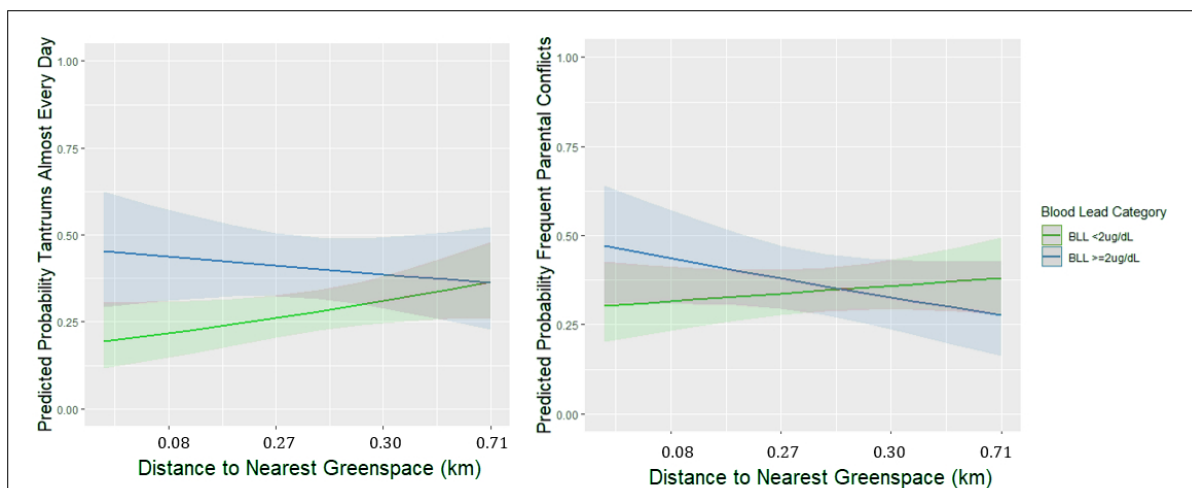 Predicted Probability Tantrums Almost Every Day
1.00
0.75
0.50
0.25
0.00
0.08 0.27 0.30 0.71
Distance to Nearest Greenspace (km)
Predicted Probability Frequent Parental Conflicts
1.00
0.75
0.50
0.25
0.00
0.08 0.27 0.30 0.71
Distance to Nearest Greenspace (km)
Blood Lead Category
BLL <2ug/dL
BLL >=2ug/dL